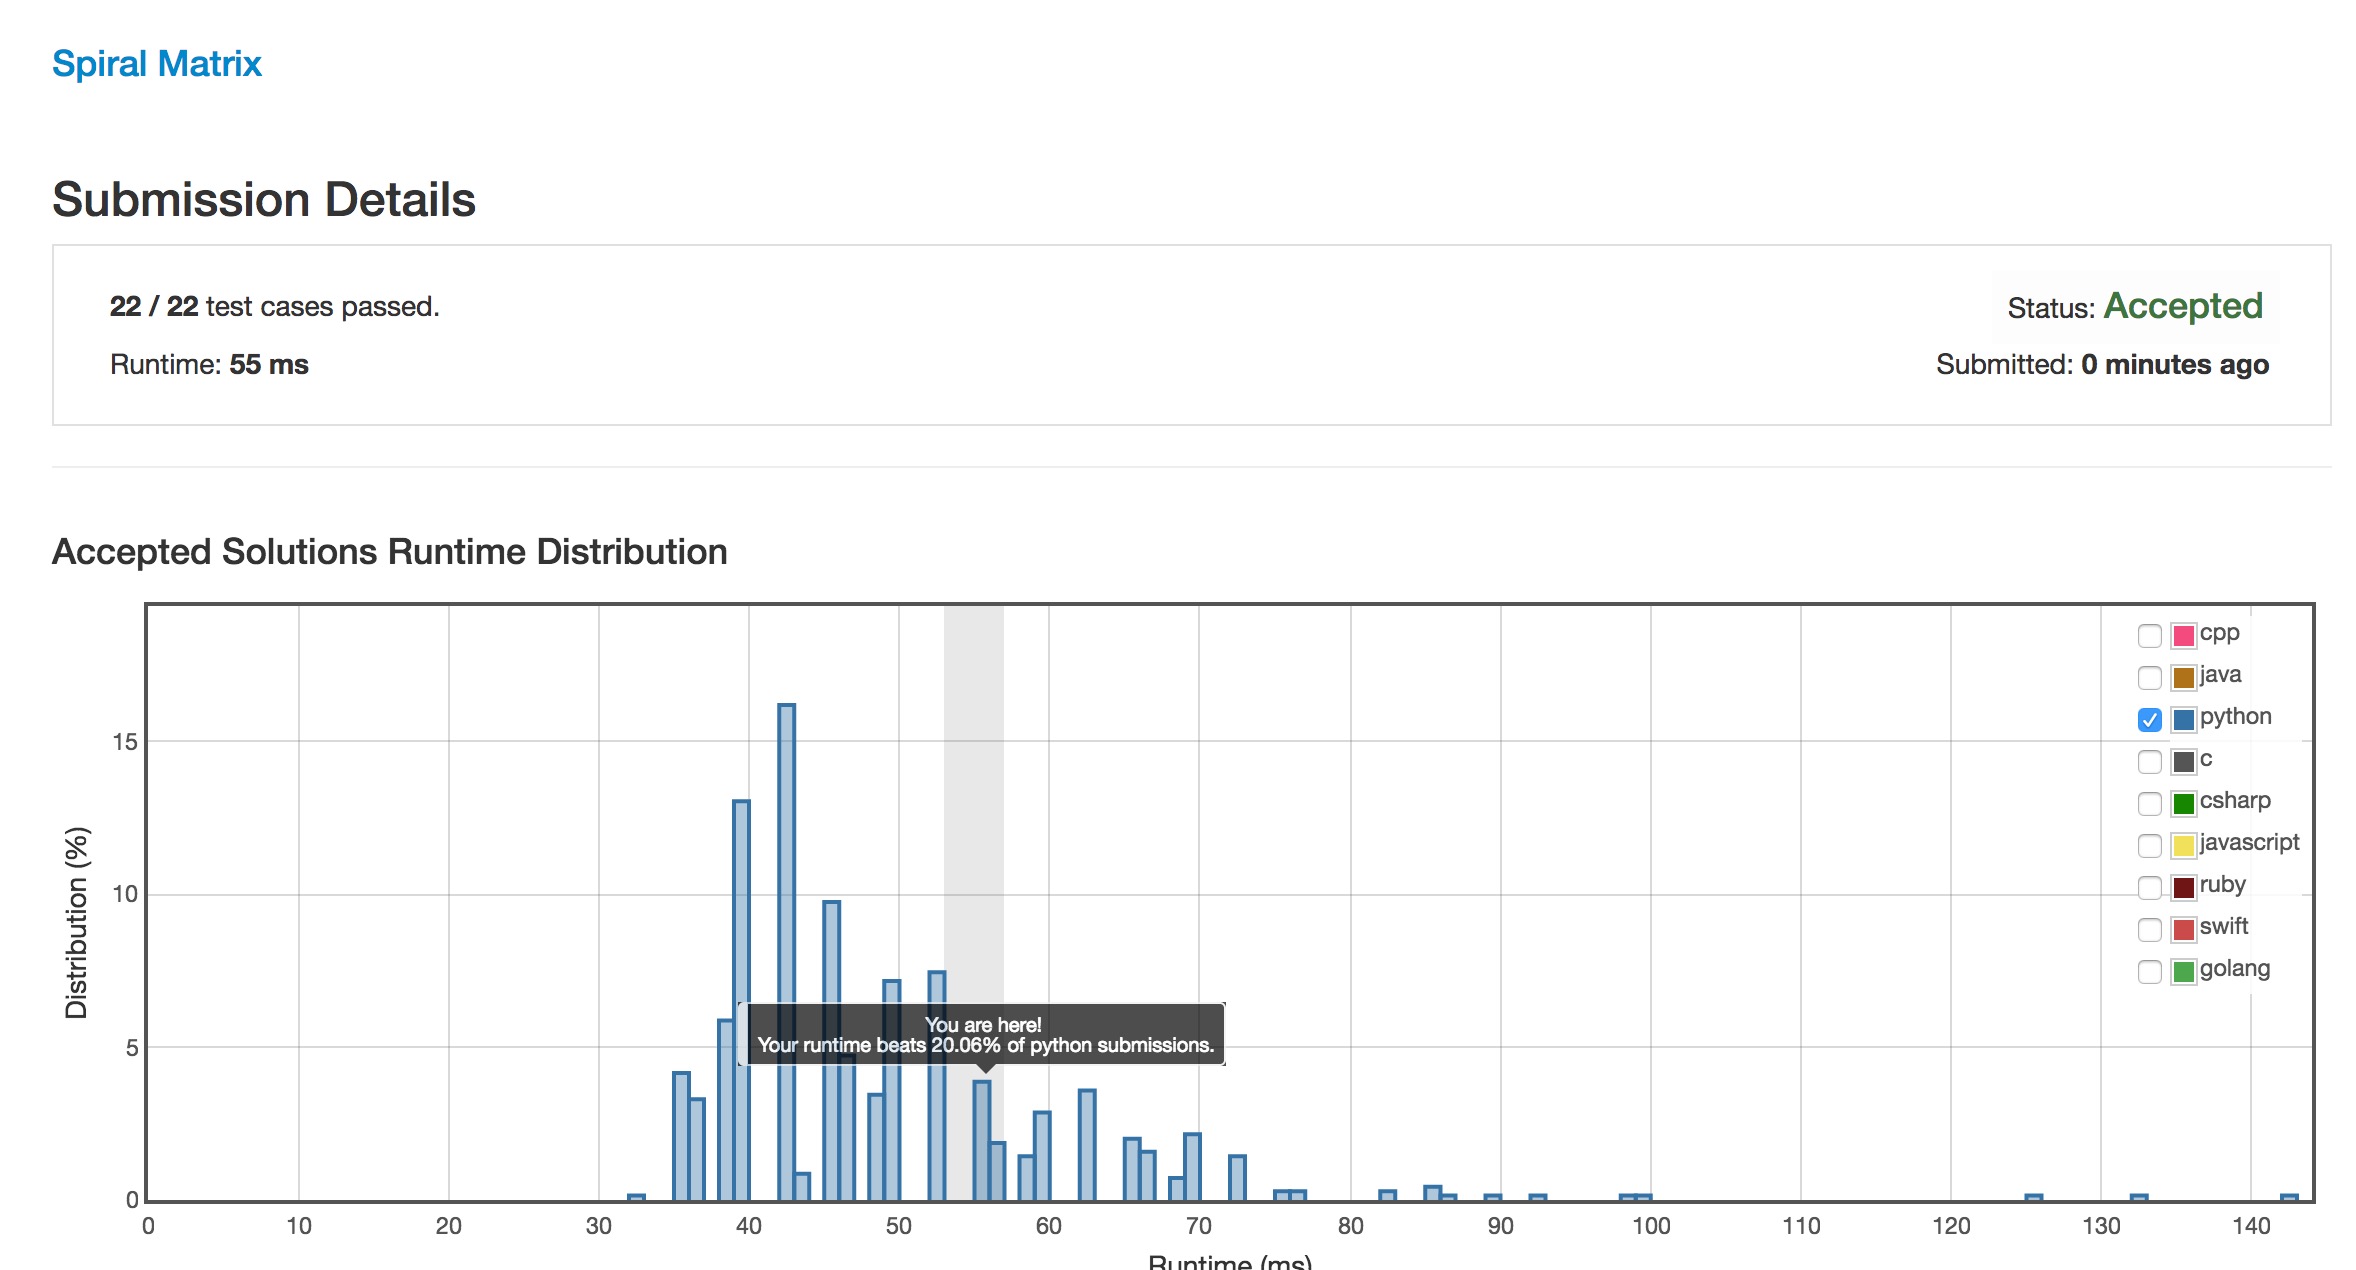 Spiral Matrix
Submission Details
22 / 22 test cases passed.
Status: Accepted
Runtime: 55 ms
Submitted: 0 minutes ago
Accepted Solutions Runtime Distribution
cpp
java
python
c
csharp
javascript
ruby
swift
golang
Distribution (%)
15
10
5
0
You are here!
Your runtime beats 20.06% of python submissions.
0 10 20 30 40 50 60 70 80 90 100 110 120 130 140
Runtime (ms)